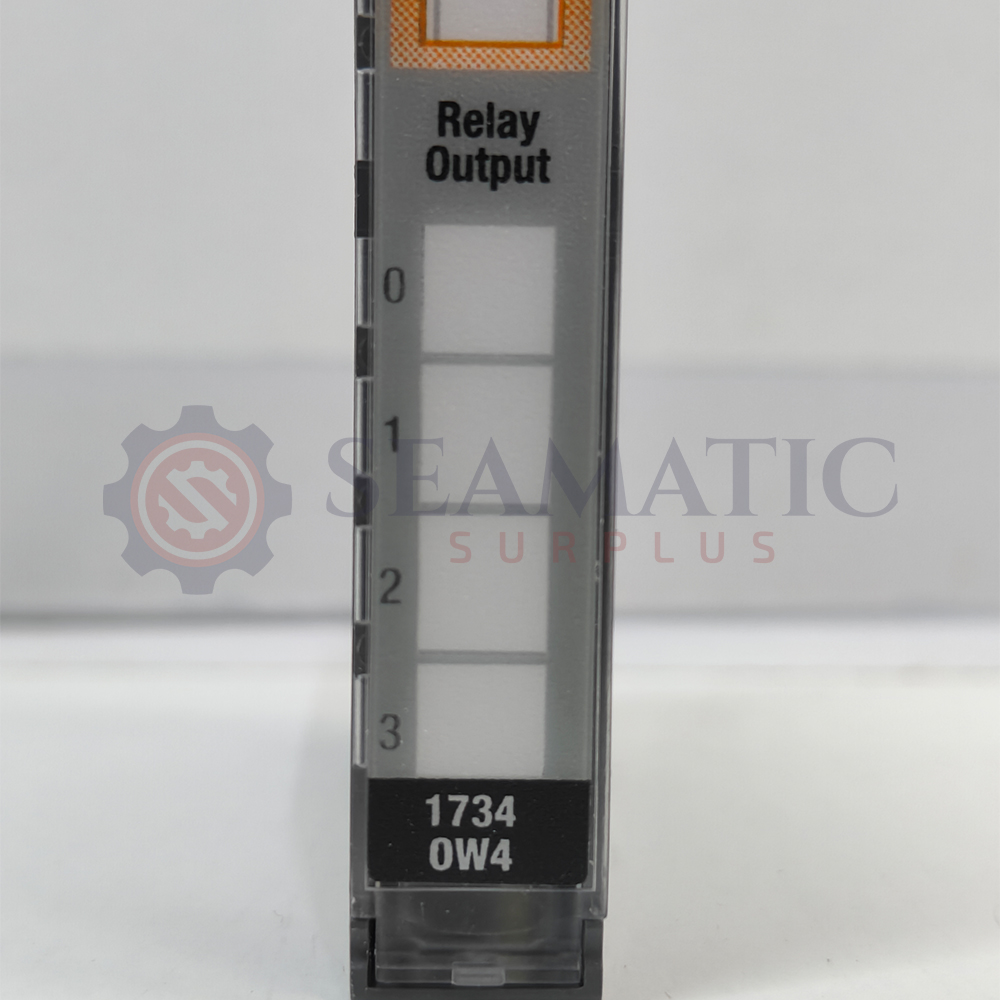 Relay
Output
0
1
SEAMATIC
SURPLUS
2
3
1734
OW4